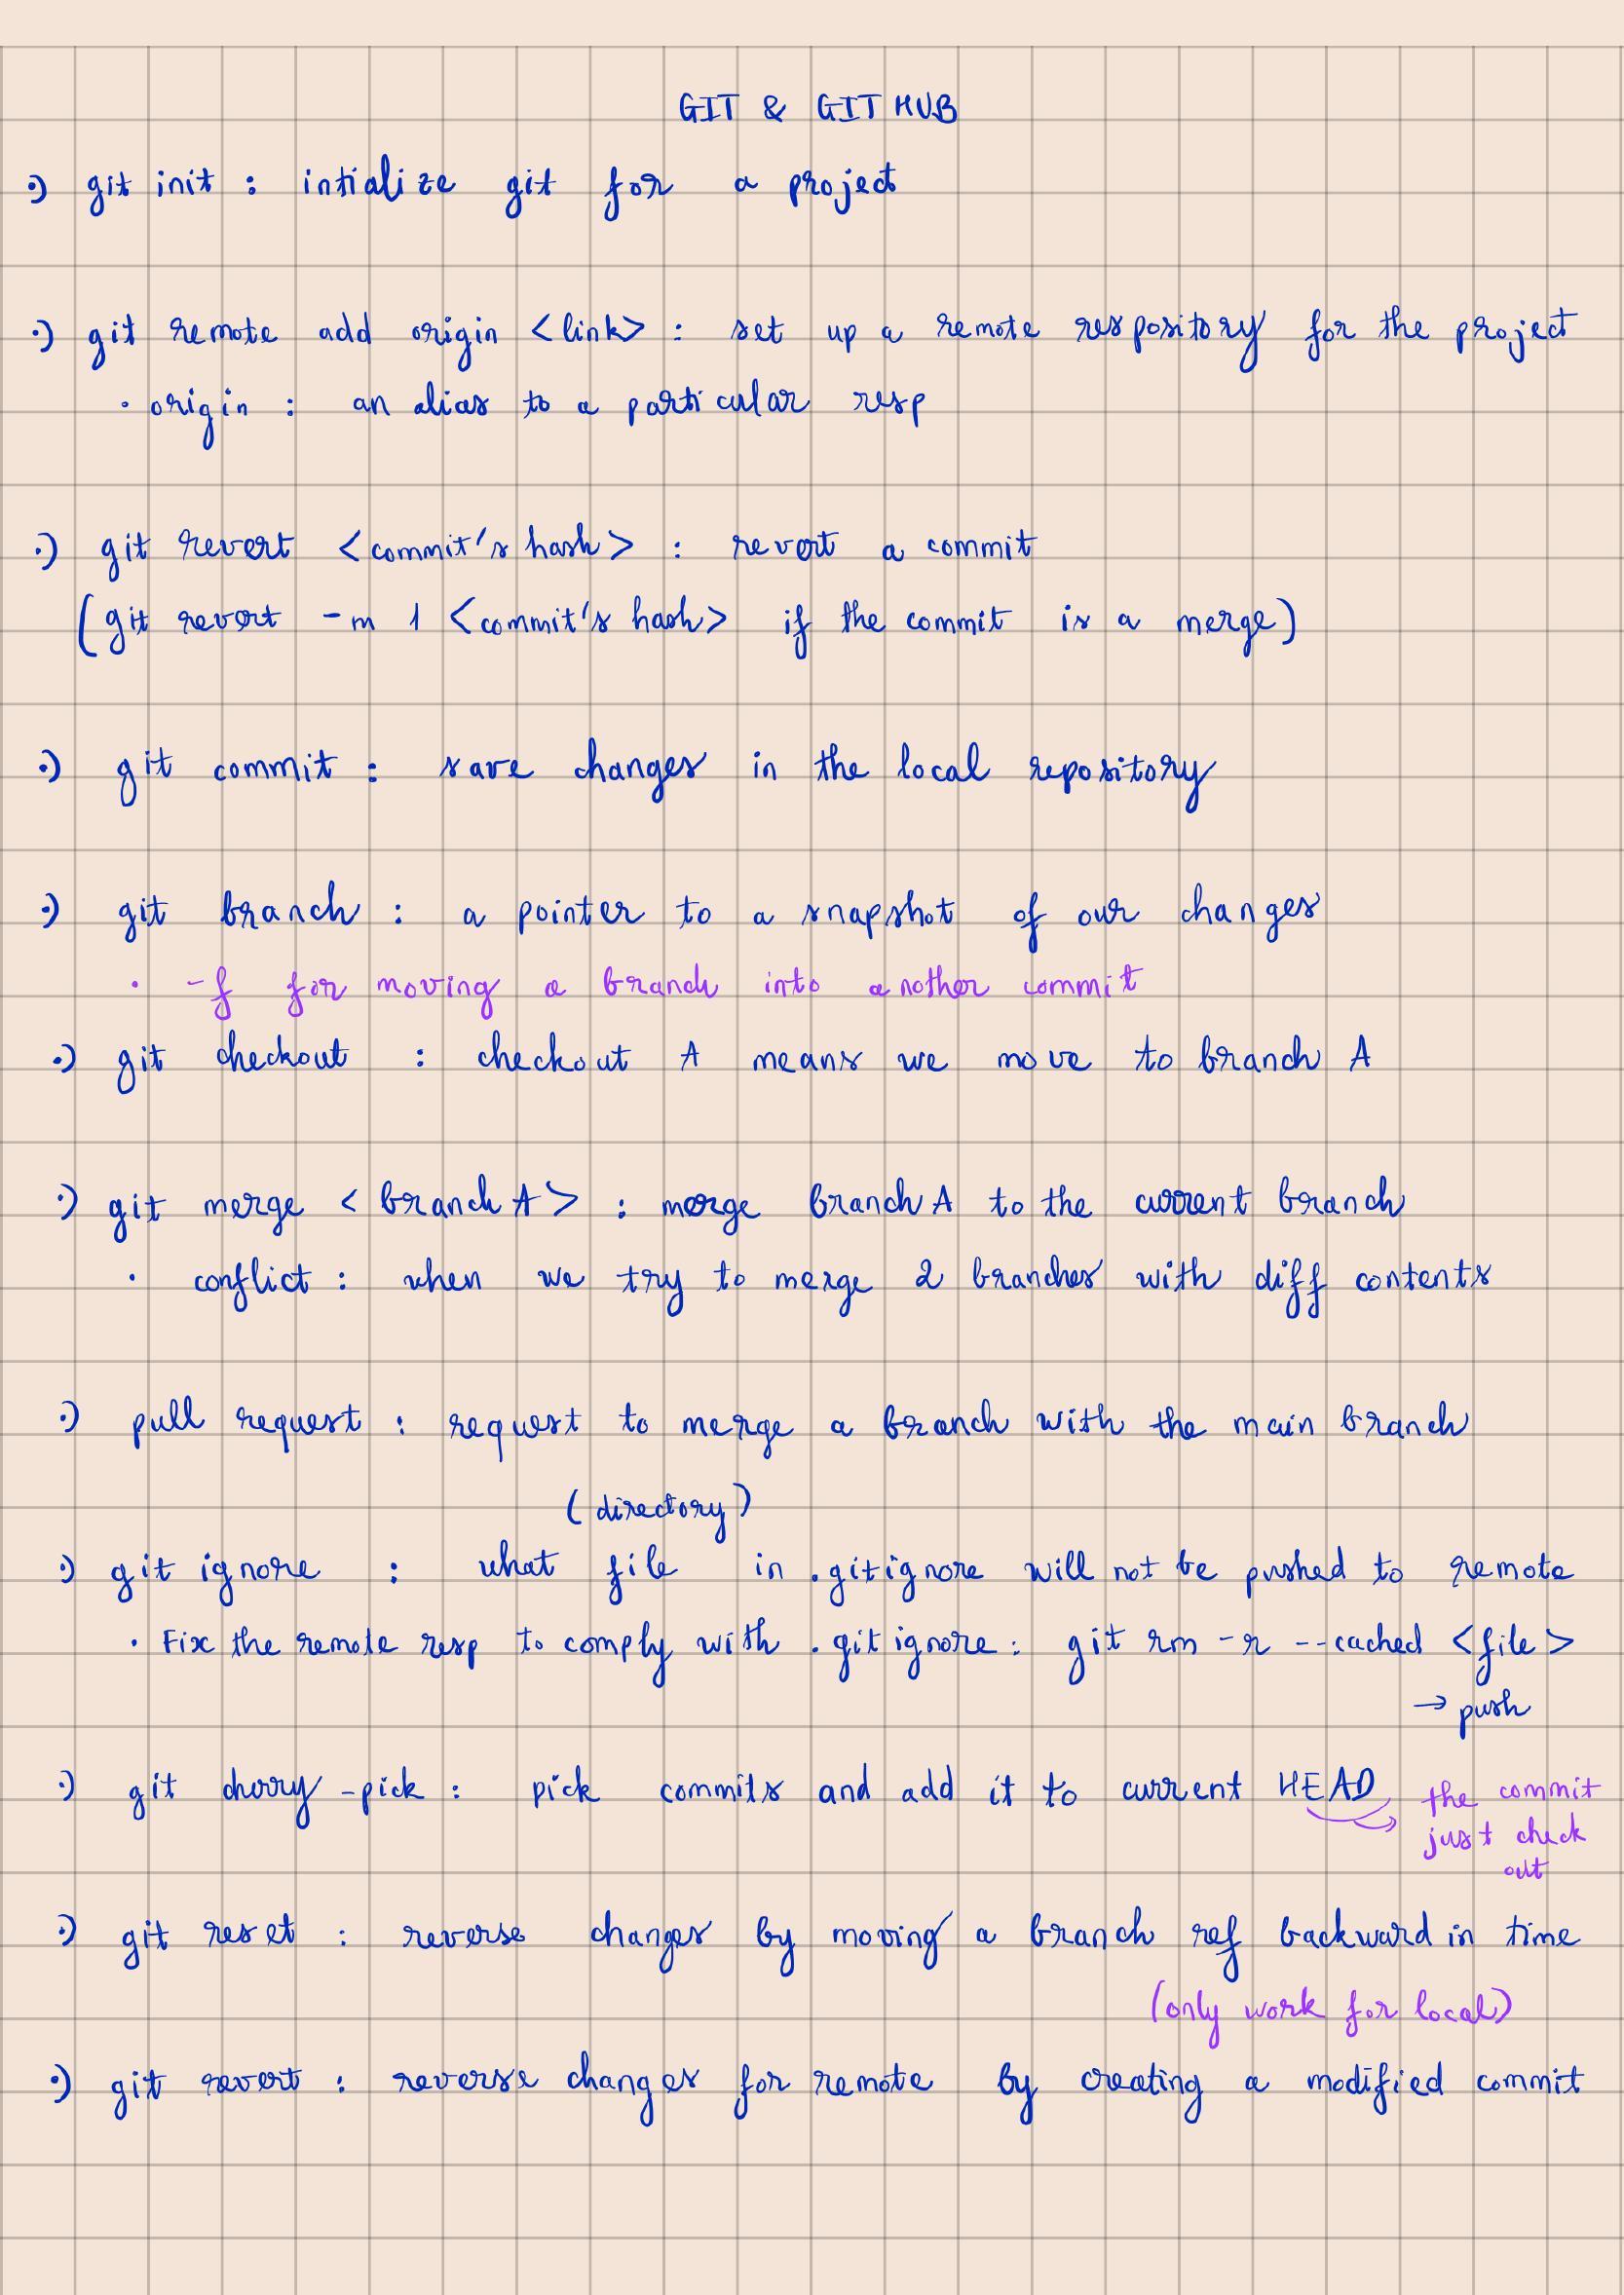 GIT & GITHUB
·) git init : intialize git for a project
·) git remote add origin <link> : set up a remote respository for the project
· origin : an alias to a particular resp
·) git revert <commit's hash> : revert a commit
(git revert -m 1 <commit's hash> if the commit is a merge)
·) git commit : save changes in the local repository
·) git branch : a pointer to a snapshot of our changes
· -f for moving a branch into another commit
·) git checkout : checkout A means we move to branch A
·) git merge <branch A> : merge branch A to the current branch
· conflict : when we try to merge 2 branches with diff contents
·) pull request : request to merge a branch with the main branch
(directory)
·) git ignore : what file in .gitignore will not be pushed to remote
· Fix the remote resp to comply with .gitignore : git rm -r --cached <file>
→ push
·) git cherry-pick : pick commits and add it to current HEAD
the commit
just check
out
·) git reset : reverse changes by moving a branch ref backward in time
(only work for local)
·) git revert : reverse changes for remote by creating a modified commit